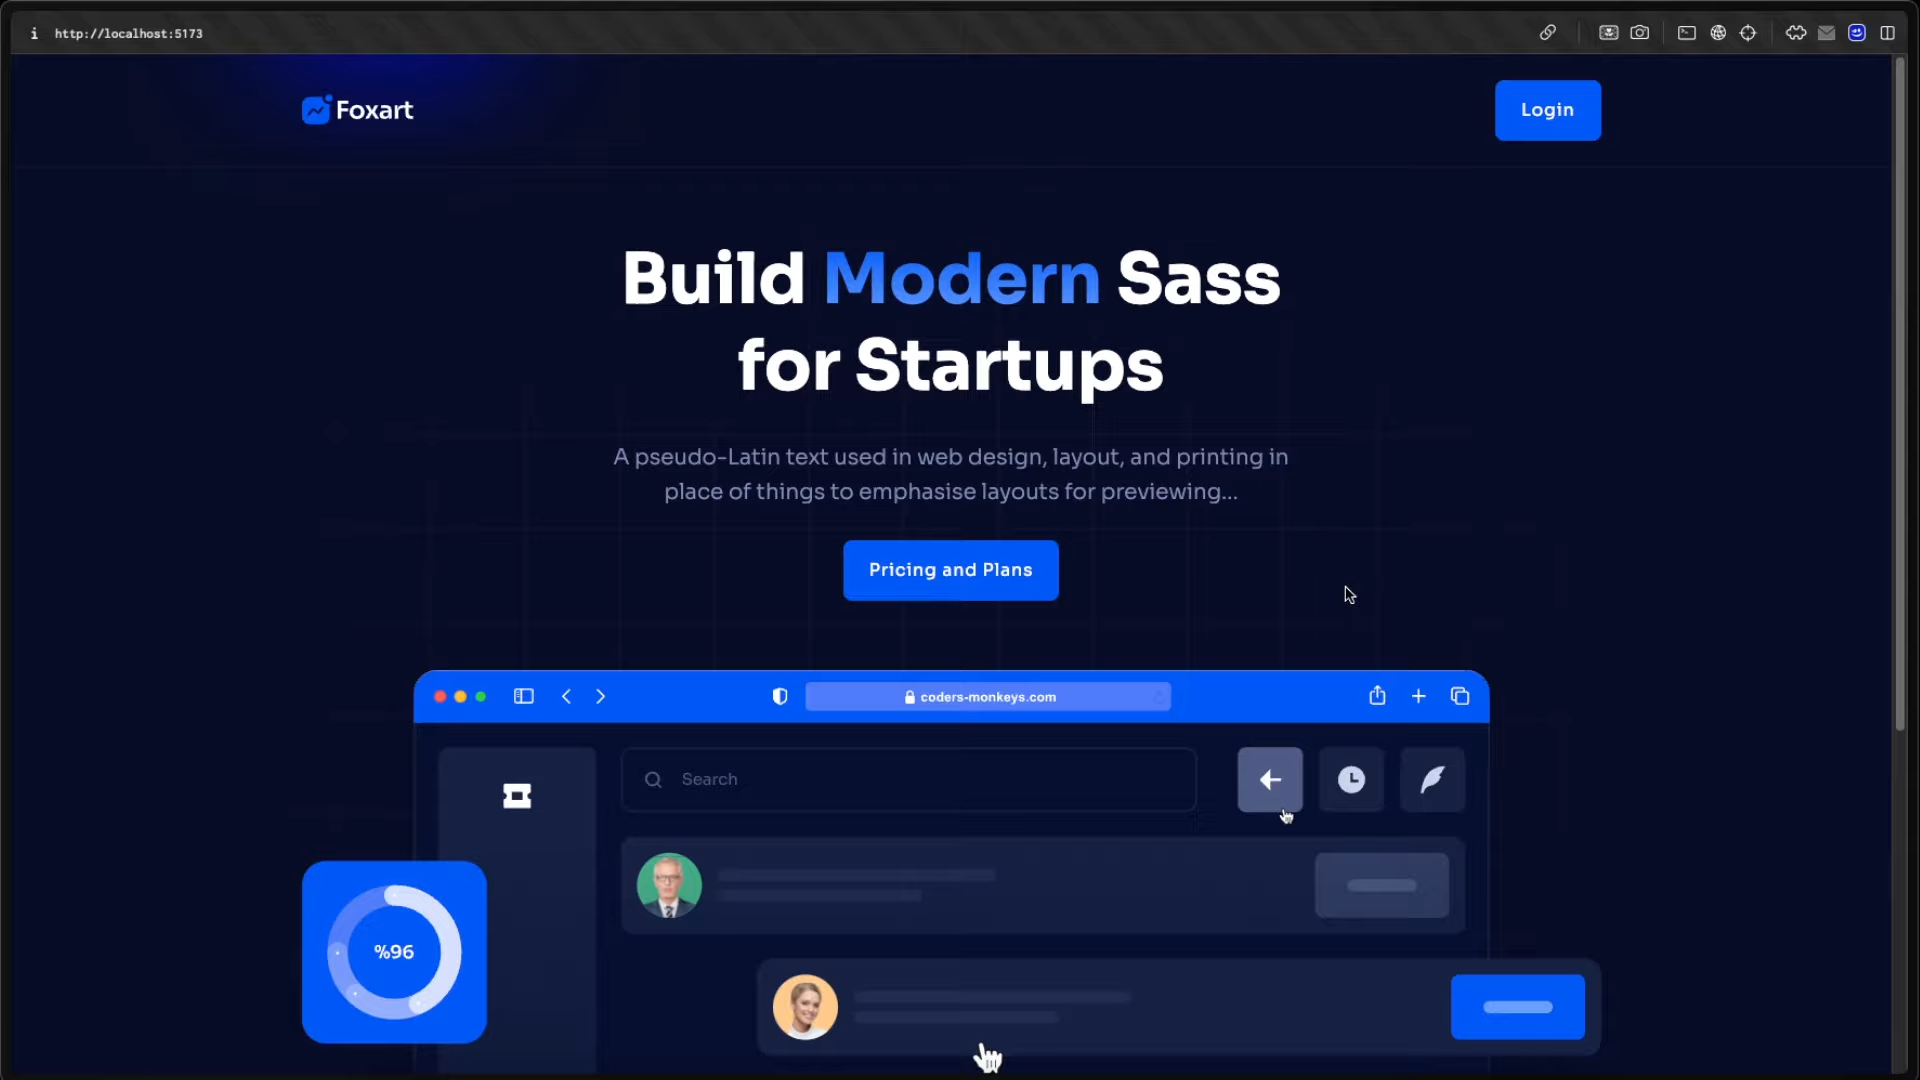 http://localhost:5173
Foxart
Login
Build Modern Sass
for Startups
A pseudo-Latin text used in web design, layout, and printing in
place of things to emphasise layouts for previewing...
Pricing and Plans
coders-monkeys.com
Search
%96